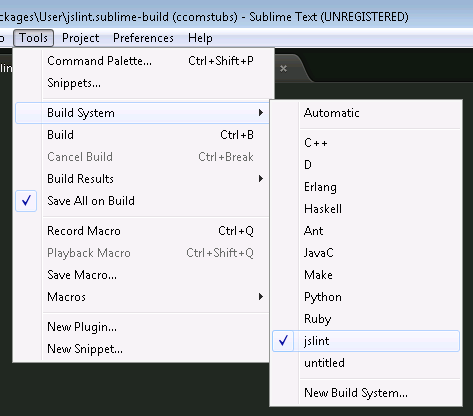 ackages\User\jslint.sublime-build (ccomstubs) - Sublime Text (UNREGISTERED)
o Tools Project Preferences Help
lin
Command Palette... Ctrl+Shift+P
Snippets...
Build System
Build Ctrl+B
Cancel Build Ctrl+Break
Build Results
Save All on Build
Record Macro Ctrl+Q
Playback Macro Ctrl+Shift+Q
Save Macro...
Macros
New Plugin...
New Snippet...
Automatic
C++
D
Erlang
Haskell
Ant
JavaC
Make
Python
Ruby
jslint
untitled
New Build System...